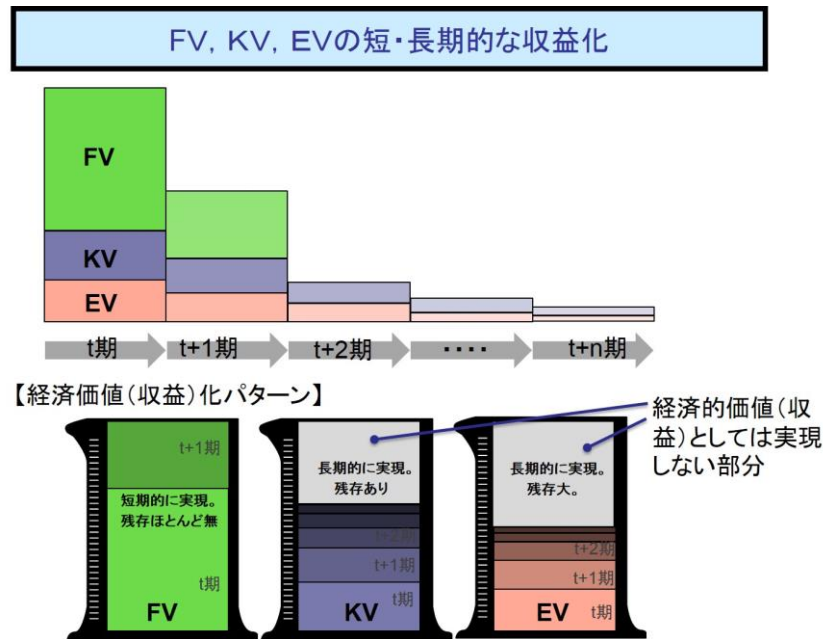 FV, KV, EVの短・長期的な収益化
FV
KV
EV
t期
t+1期
t+2期
････
t+n期
【経済価値(収益)化パターン】
経済的価値(収
益)としては実現
しない部分
t+1期
短期的に実現。
残存ほとんど無
t期
FV
長期的に実現。
残存あり
t+2期
t+1期
t期
KV
長期的に実現。
残存大。
t+2期
t+1期
t期
EV